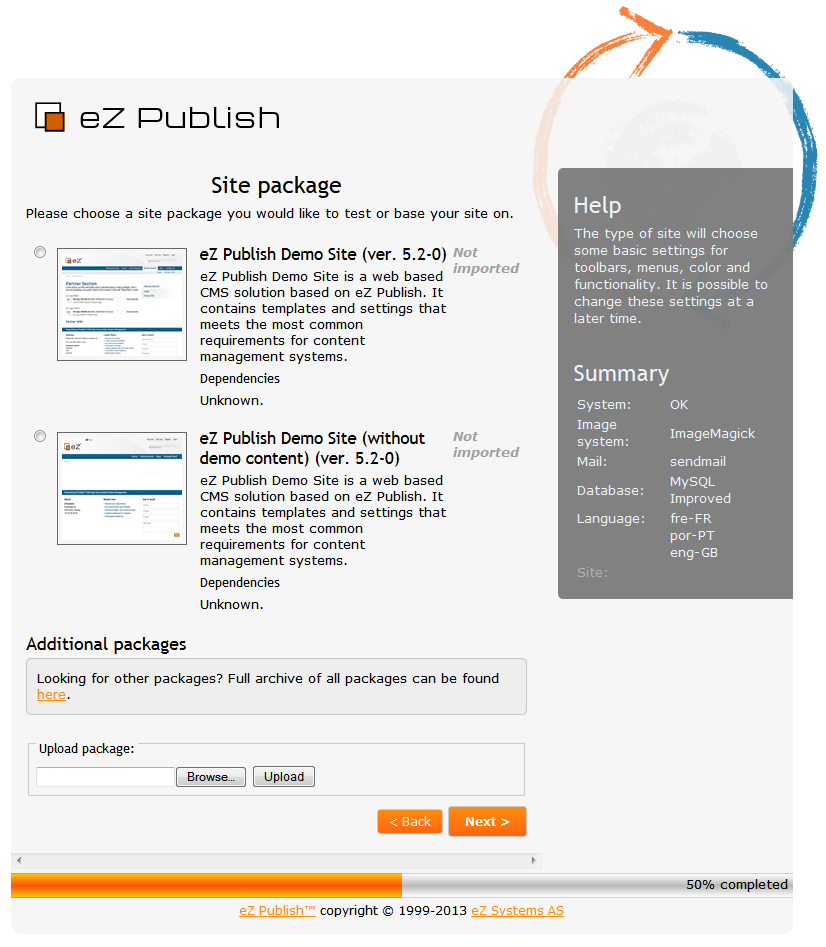 eZ Publish
Site package
Please choose a site package you would like to test or base your site on.
eZ Publish Demo Site (ver. 5.2-0)
Not
imported
eZ Publish Demo Site is a web based
CMS solution based on eZ Publish. It
contains templates and settings that
meets the most common
requirements for content
management systems.
Dependencies
Unknown.
eZ Publish Demo Site (without
demo content) (ver. 5.2-0)
Not
imported
eZ Publish Demo Site is a web based
CMS solution based on eZ Publish. It
contains templates and settings that
meets the most common
requirements for content
management systems.
Dependencies
Unknown.
Additional packages
Looking for other packages? Full archive of all packages can be found
here.
Upload package:
Browse... Upload
< Back Next >
Help
The type of site will choose
some basic settings for
toolbars, menus, color and
functionality. It is possible to
change these settings at a
later time.
Summary
System: OK
Image
system: ImageMagick
Mail: sendmail
Database: MySQL
Improved
Language: fre-FR
por-PT
eng-GB
Site:
50% completed
eZ Publish™ copyright © 1999-2013 eZ Systems AS